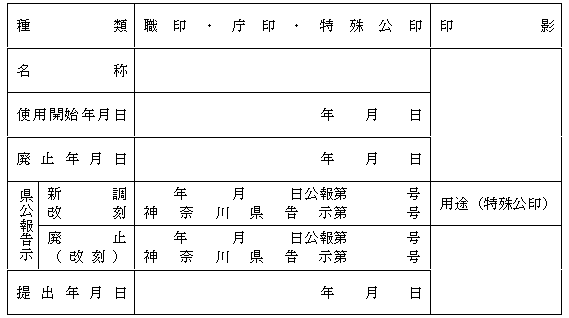 種類 職印・庁印・特殊公印 印影
名称
使用開始年月日 年 月 日
廃止年月日 年 月 日
県公報告示
新調
改刻
年 月 日公報第 号
神奈川県告示第 号
用途（特殊公印）
廃止
（改刻）
年 月 日公報第 号
神奈川県告示第 号
提出年月日 年 月 日